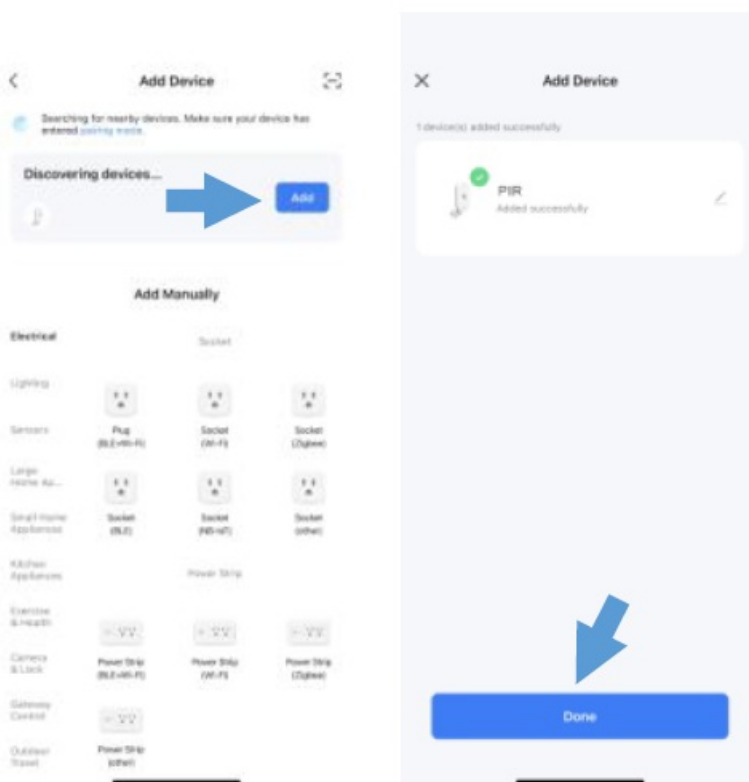 Add Device
Searching for nearby devices. Make sure your device has
entered pairing mode.
Discovering devices...
Add
Add Manually
Electrical
Socket
Lighting
Plug
(BLE+Wi-Fi)
Socket
(Wi-Fi)
Socket
(Zigbee)
Sensors
Large
Home Ap...
Socket
(BLE)
Socket
(NB-IoT)
Socket
(other)
Small Home
Appliances
Kitchen
Appliances
Power Strip
Exercise
& Health
Power Strip
(BLE+Wi-Fi)
Power Strip
(Wi-Fi)
Power Strip
(Zigbee)
Camera
& Lock
Gateway
Control
Outdoor
Travel
Power Strip
(other)
Add Device
1 device(s) added successfully
PIR
Added successfully
Done